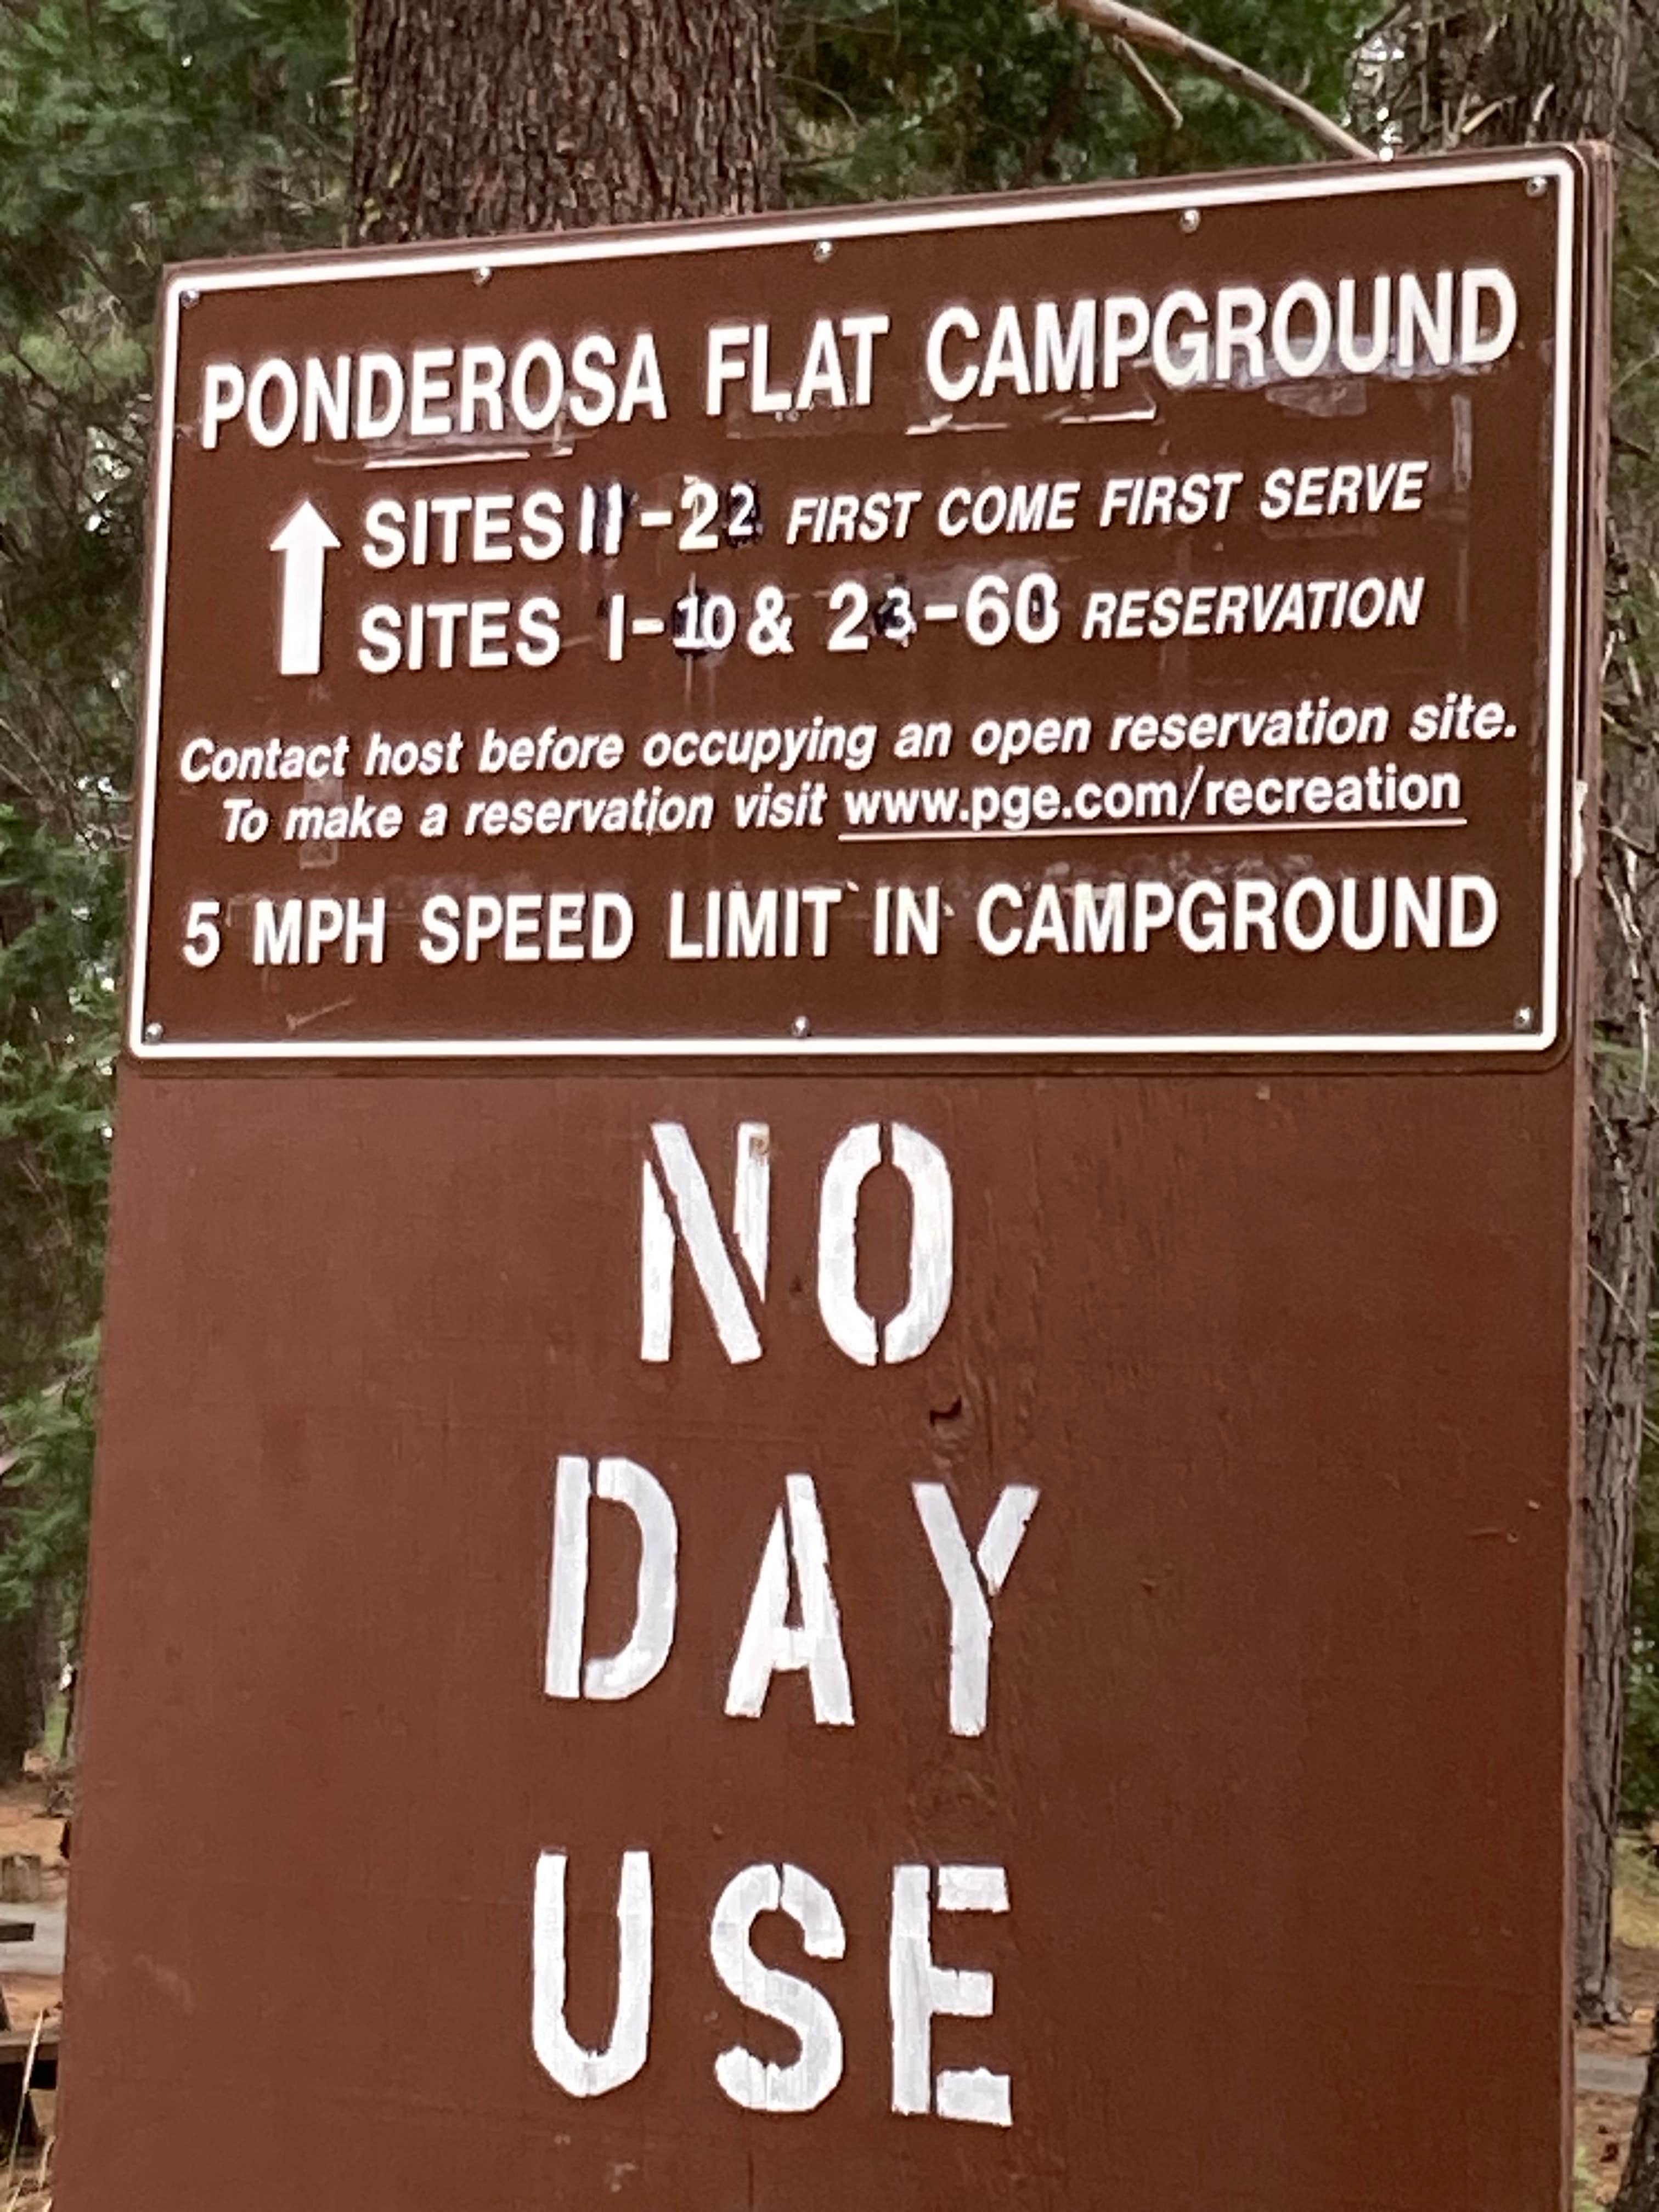 PONDEROSA FLAT CAMPGROUND
SITES 11-22 FIRST COME FIRST SERVE
SITES 1-10 & 23-60 RESERVATION
Contact host before occupying an open reservation site.
To make a reservation visit www.pge.com/recreation
5 MPH SPEED LIMIT IN CAMPGROUND
NO
DAY
USE